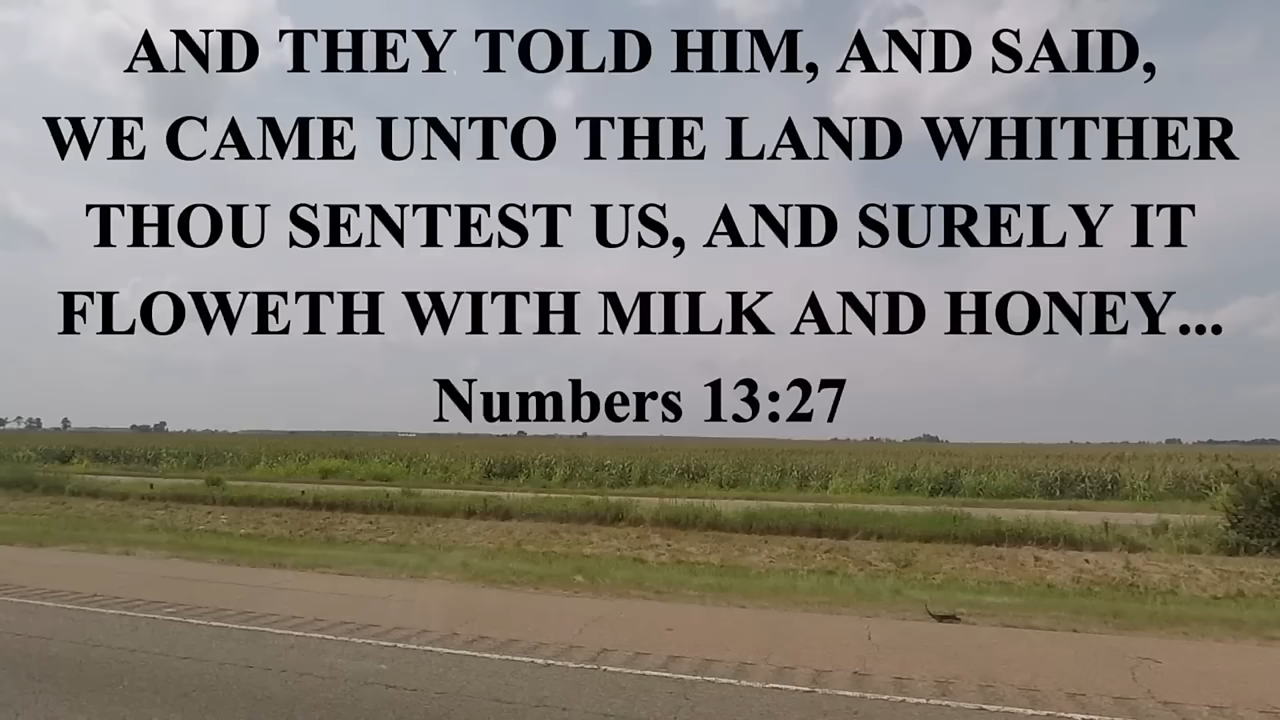 AND THEY TOLD HIM, AND SAID,
WE CAME UNTO THE LAND WHITHER
THOU SENTEST US, AND SURELY IT
FLOWETH WITH MILK AND HONEY...
Numbers 13:27